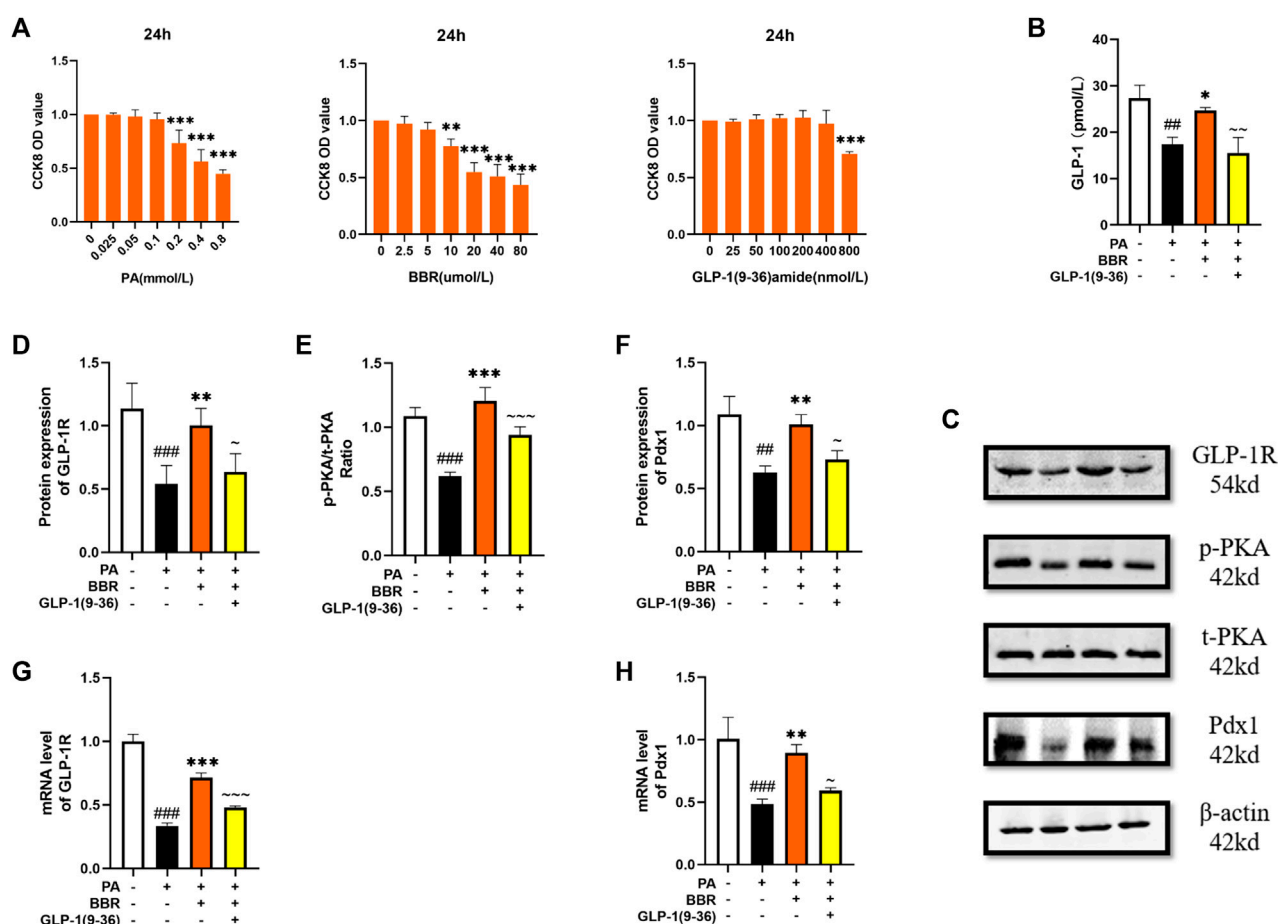 A
24h
CCK8 OD value
1.5
1.0
0.5
0.0
***
***
***
0 0.025 0.05 0.1 0.2 0.4 0.8
PA(mmol/L)
24h
CCK8 OD value
1.5
1.0
0.5
0.0
**
***
***
***
0 2.5 5 10 20 40 80
BBR(umol/L)
24h
CCK8 OD value
1.5
1.0
0.5
0.0
***
0 25 50 100 200 400 800
GLP-1(9-36)amide(nmol/L)
B
GLP-1 (pmol/L)
40
30
20
10
0
##
*
~~
PA - + + +
BBR - - + +
GLP-1(9-36) - - - +
D
Protein expression
of GLP-1R
1.5
1.0
0.5
0.0
###
**
~
PA - + + +
BBR - - + +
GLP-1(9-36) - - - +
E
p-PKA/t-PKA
Ratio
1.5
1.0
0.5
0.0
###
***
~~~
PA - + + +
BBR - - + +
GLP-1(9-36) - - - +
F
Protein expression
of Pdx1
1.5
1.0
0.5
0.0
##
**
~
PA - + + +
BBR - - + +
GLP-1(9-36) - - - +
C
GLP-1R
54kd
p-PKA
42kd
t-PKA
42kd
Pdx1
42kd
β-actin
42kd
G
mRNA level
of GLP-1R
1.5
1.0
0.5
0.0
###
***
~~~
PA - + + +
BBR - - + +
GLP-1(9-36) - - - +
H
mRNA level
of Pdx1
1.5
1.0
0.5
0.0
###
**
~
PA - + + +
BBR - - + +
GLP-1(9-36) - - - +